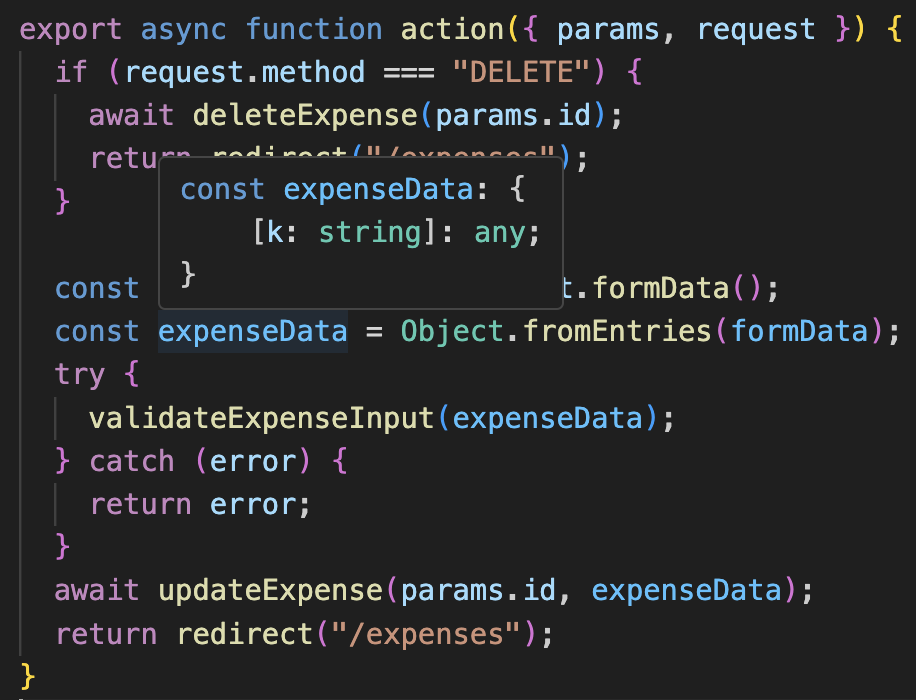 export async function action({ params, request }) {
if (request.method === "DELETE") {
await deleteExpense(params.id);
return redirect("/expenses");
}
const expenseData: {
[k: string]: any;
}
const t.formData();
const expenseData = Object.fromEntries(formData);
try {
validateExpenseInput(expenseData);
} catch (error) {
return error;
}
await updateExpense(params.id, expenseData);
return redirect("/expenses");
}